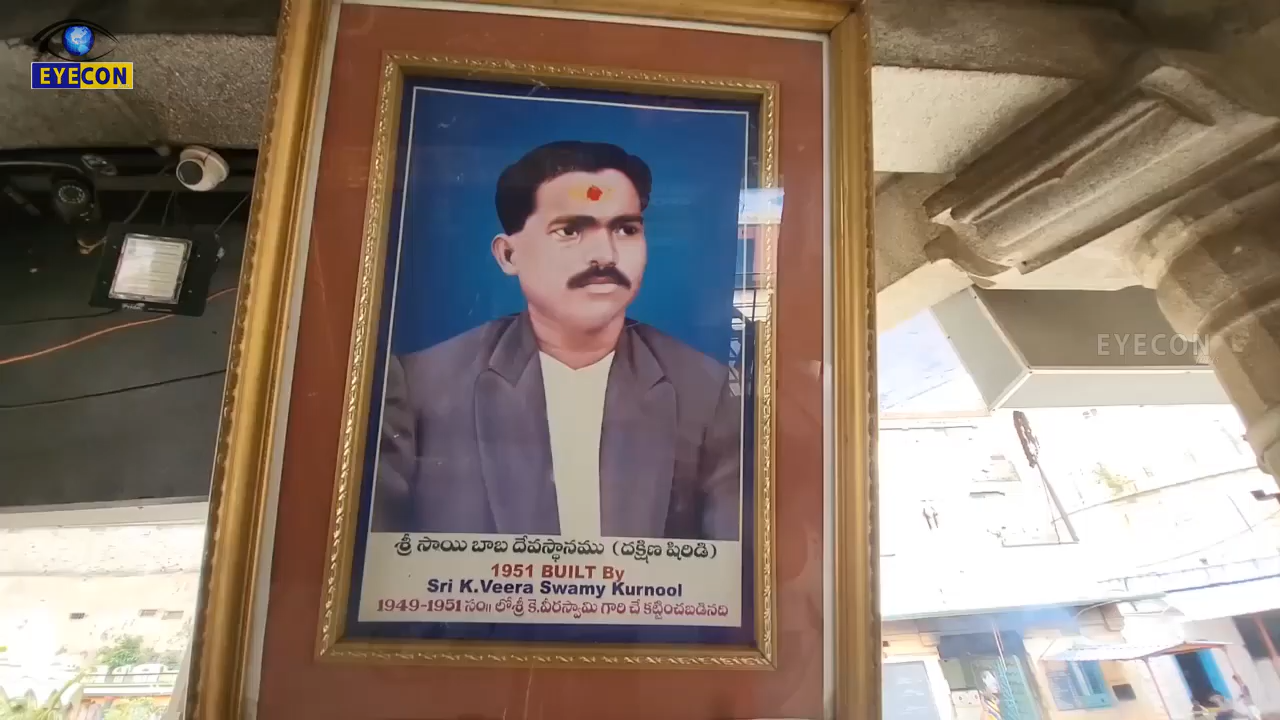 EYECON
EYECON
శ్రీ సాయి బాబ దేవస్థానము (దక్షిణ షిరిడి)
1951 BUILT By
Sri K.Veera Swamy Kurnool
1949-1951 సం॥ లోశ్రీ కె.వీరస్వామి గారి చే కట్టించబడినది